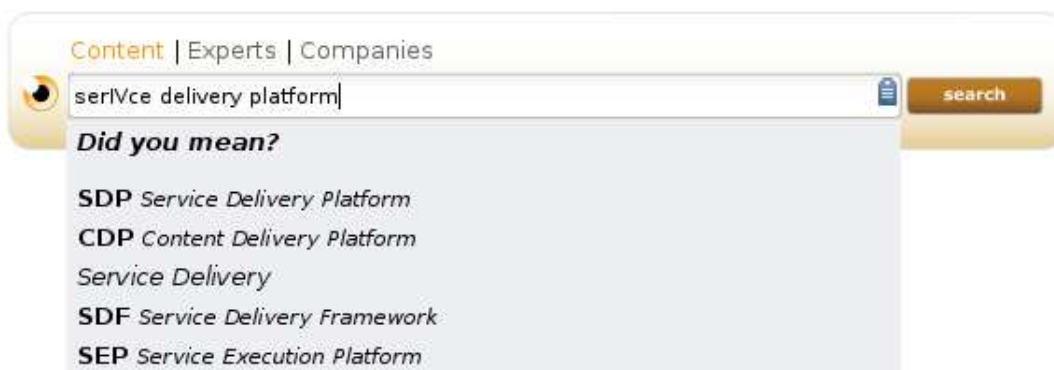 Content | Experts | Companies
serIVce delivery platform
search
Did you mean?
SDP Service Delivery Platform
CDP Content Delivery Platform
Service Delivery
SDF Service Delivery Framework
SEP Service Execution Platform